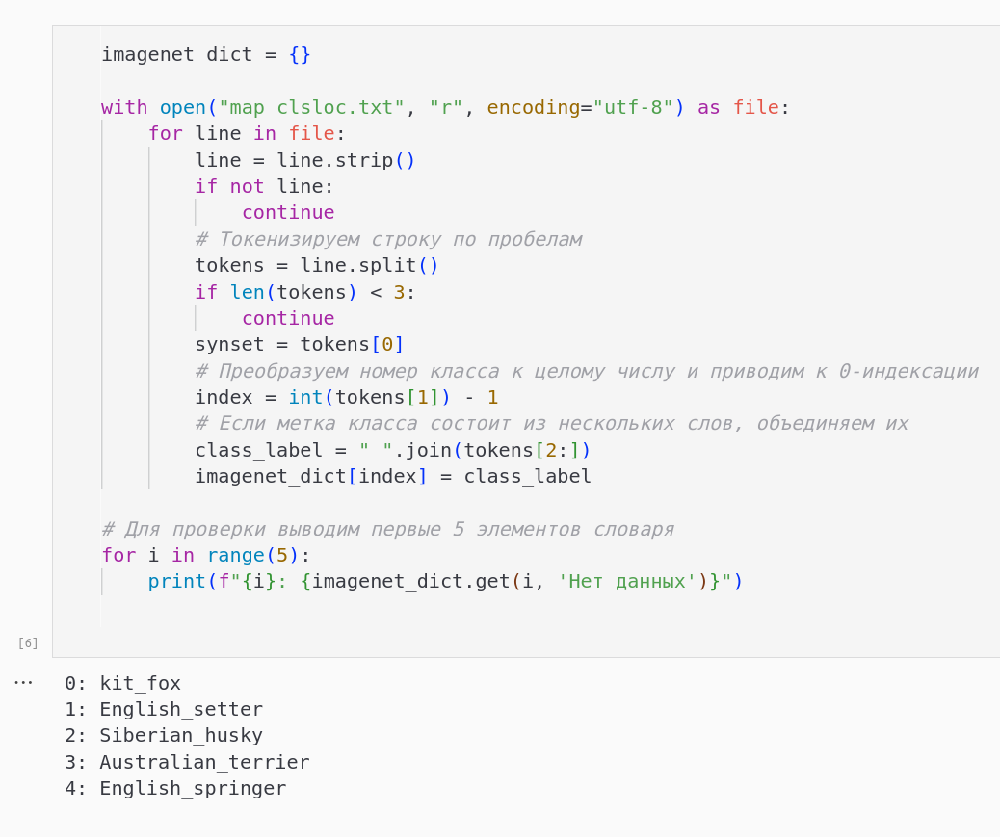 imagenet_dict = {}
with open("map_clsloc.txt", "r", encoding="utf-8") as file:
    for line in file:
        line = line.strip()
        if not line:
            continue
        # Токенизируем строку по пробелам
        tokens = line.split()
        if len(tokens) < 3:
            continue
        synset = tokens[0]
        # Преобразуем номер класса к целому числу и приводим к 0-индексации
        index = int(tokens[1]) - 1
        # Если метка класса состоит из нескольких слов, объединяем их
        class_label = " ".join(tokens[2:])
        imagenet_dict[index] = class_label
# Для проверки выводим первые 5 элементов словаря
for i in range(5):
    print(f"{i}: {imagenet_dict.get(i, 'Нет данных')}")
[6]
... 0: kit_fox
1: English_setter
2: Siberian_husky
3: Australian_terrier
4: English_springer